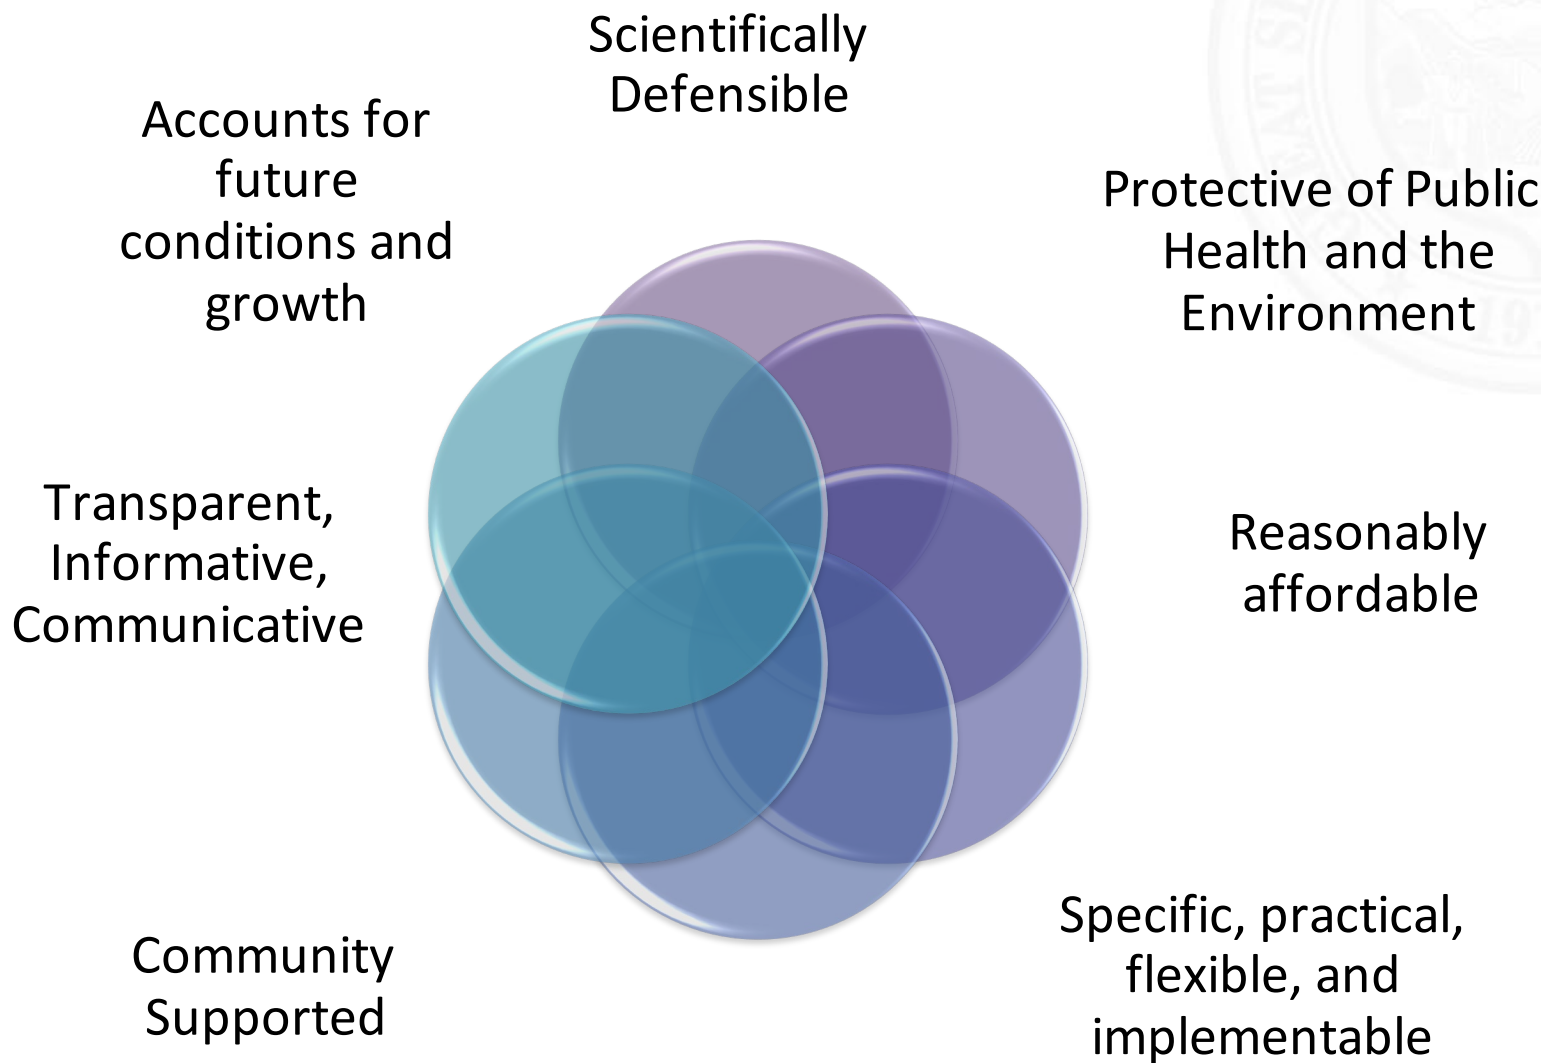 Scientifically
Defensible
Protective of Public
Health and the
Environment
Reasonably
affordable
Specific, practical,
flexible, and
implementable
Community
Supported
Transparent,
Informative,
Communicative
Accounts for
future
conditions and
growth